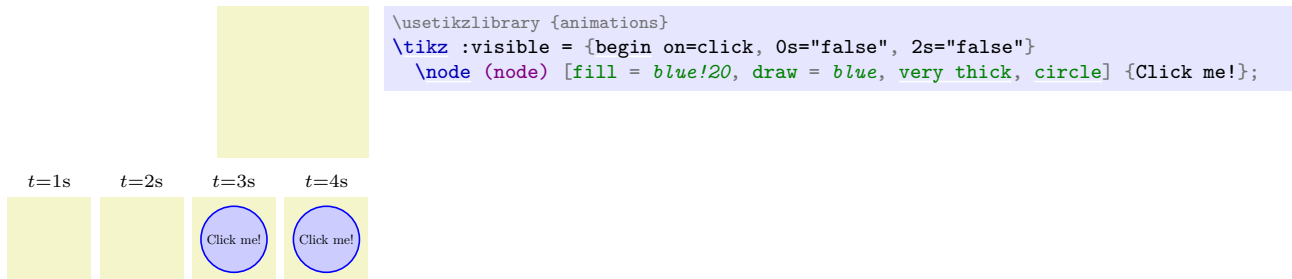 \usetikzlibrary {animations}
\tikz :visible = {begin on=click, 0s="false", 2s="false"}
\node (node) [fill = blue!20, draw = blue, very thick, circle] {Click me!};
t=1s t=2s t=3s t=4s
Click me! Click me!